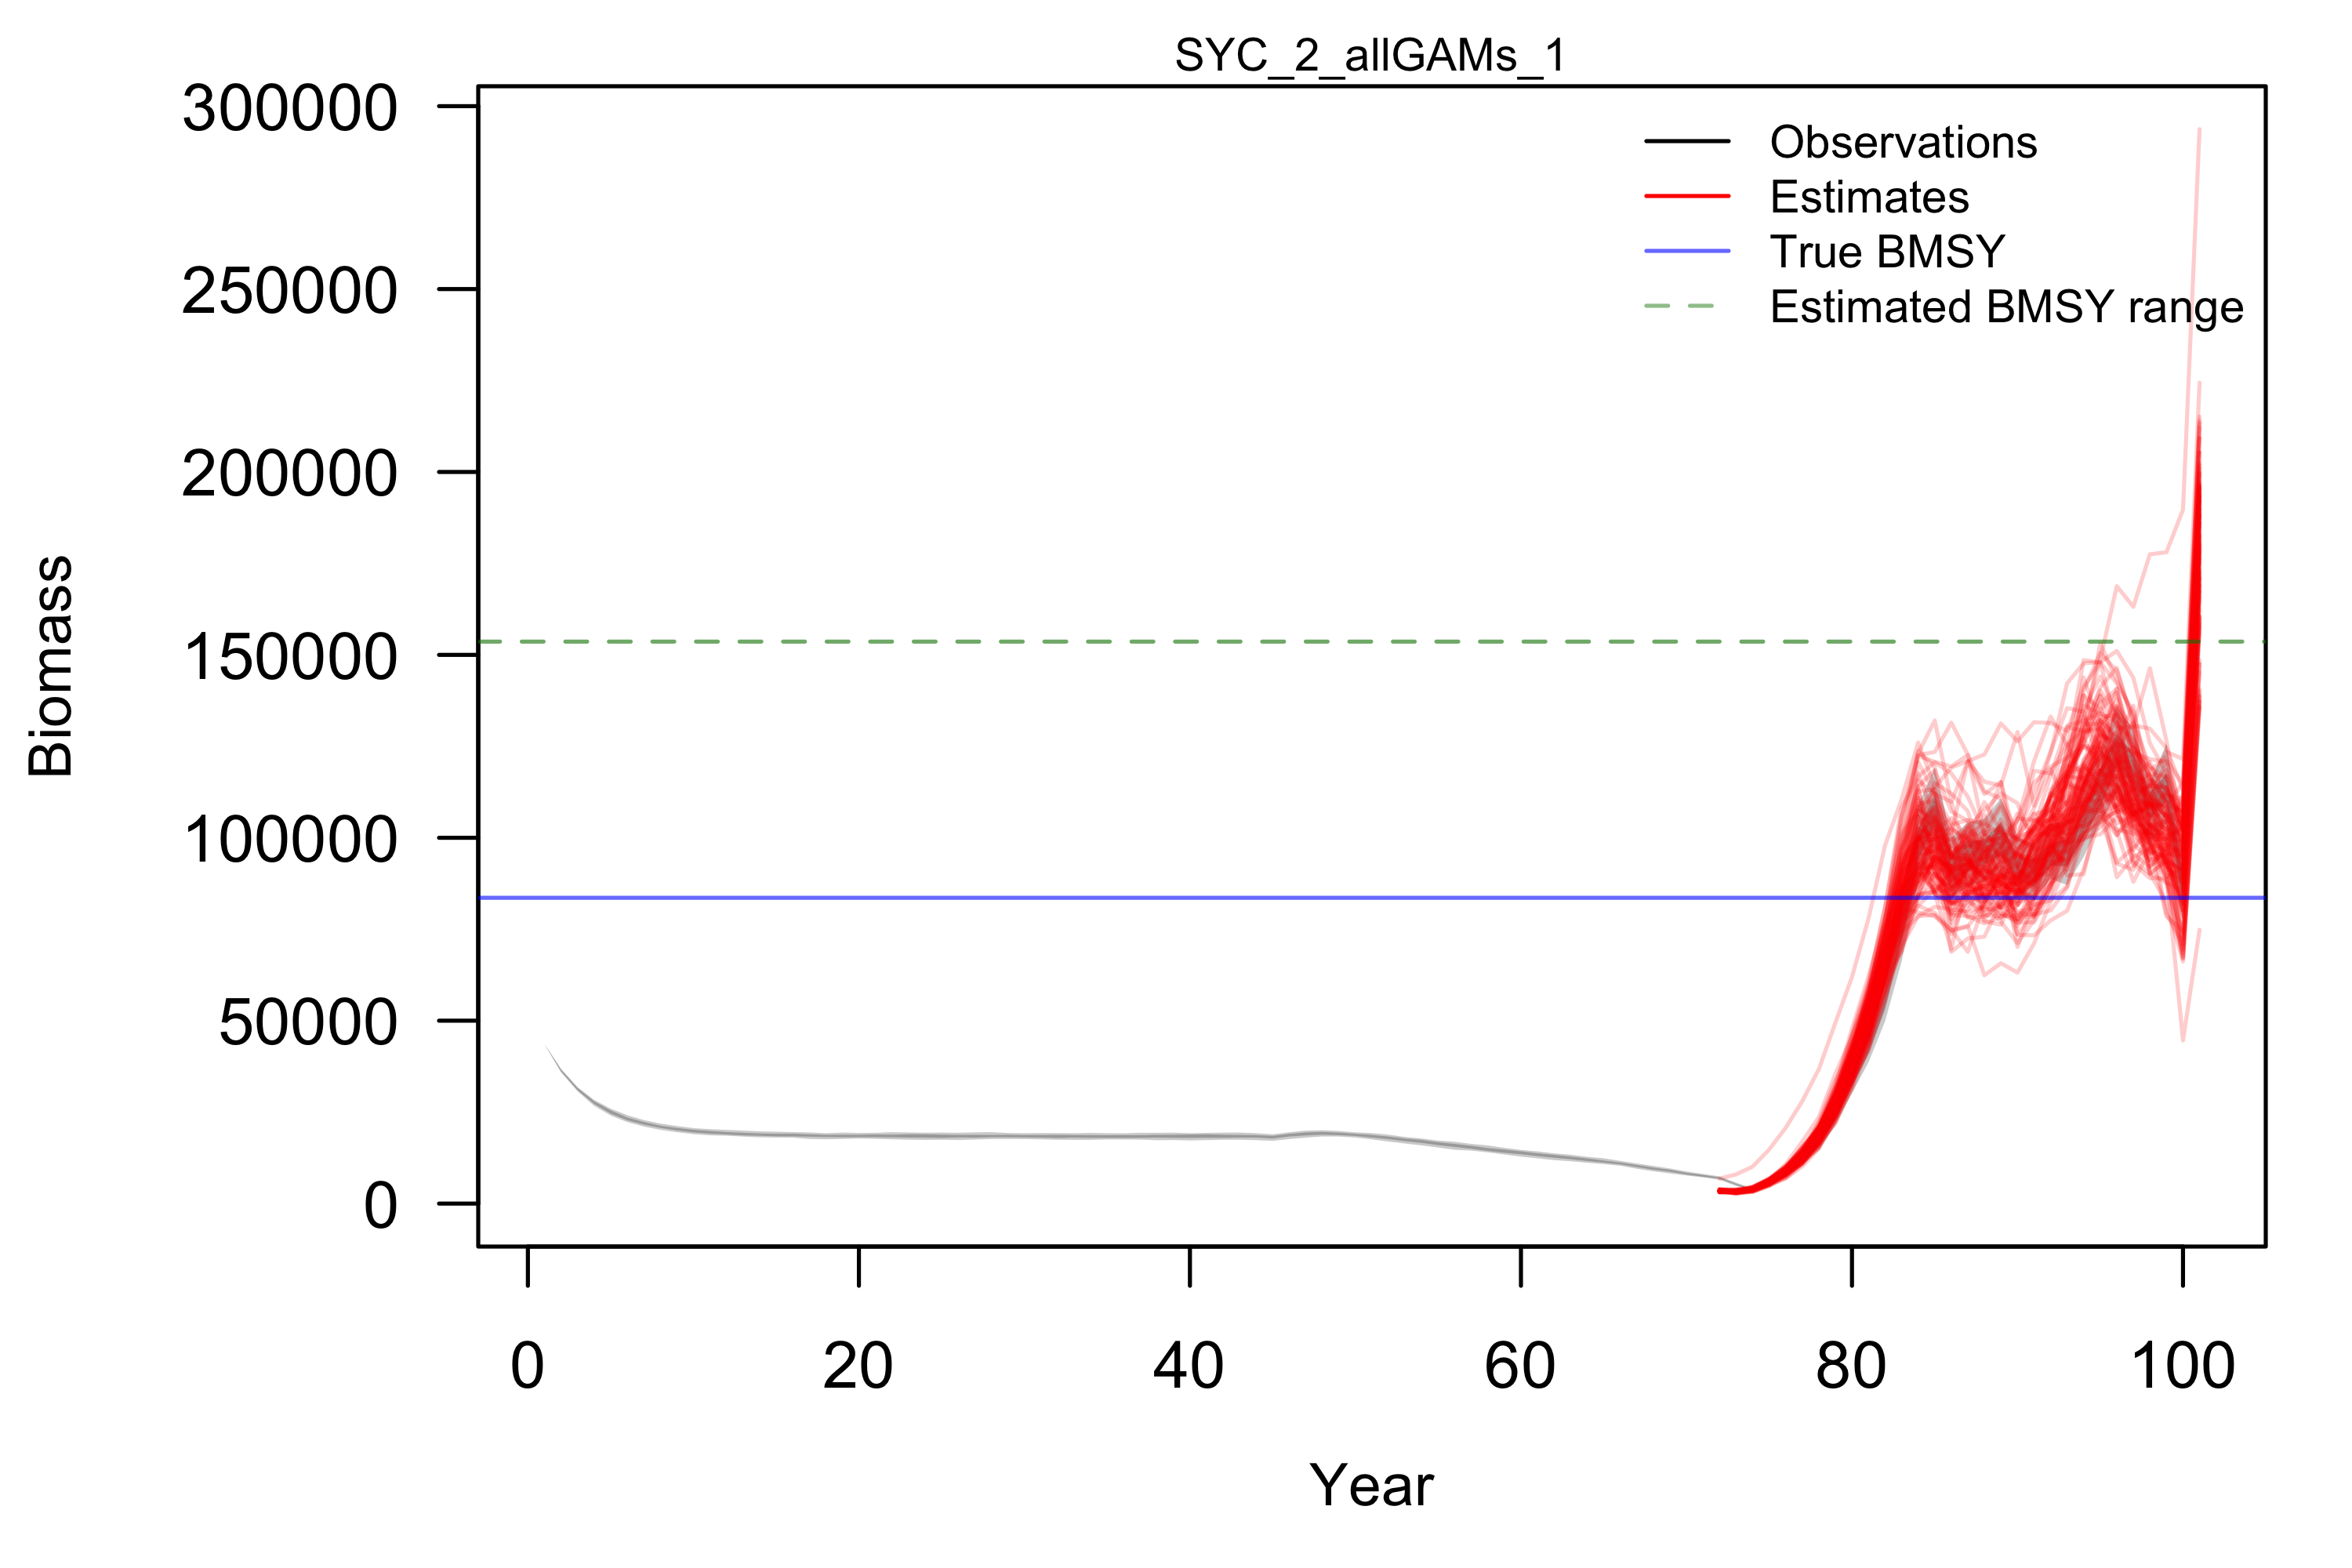 SYC_2_allGAMs_1
Observations
Estimates
True BMSY
Estimated BMSY range
Biomass
300000
250000
200000
150000
100000
50000
0
0 20 40 60 80 100
Year